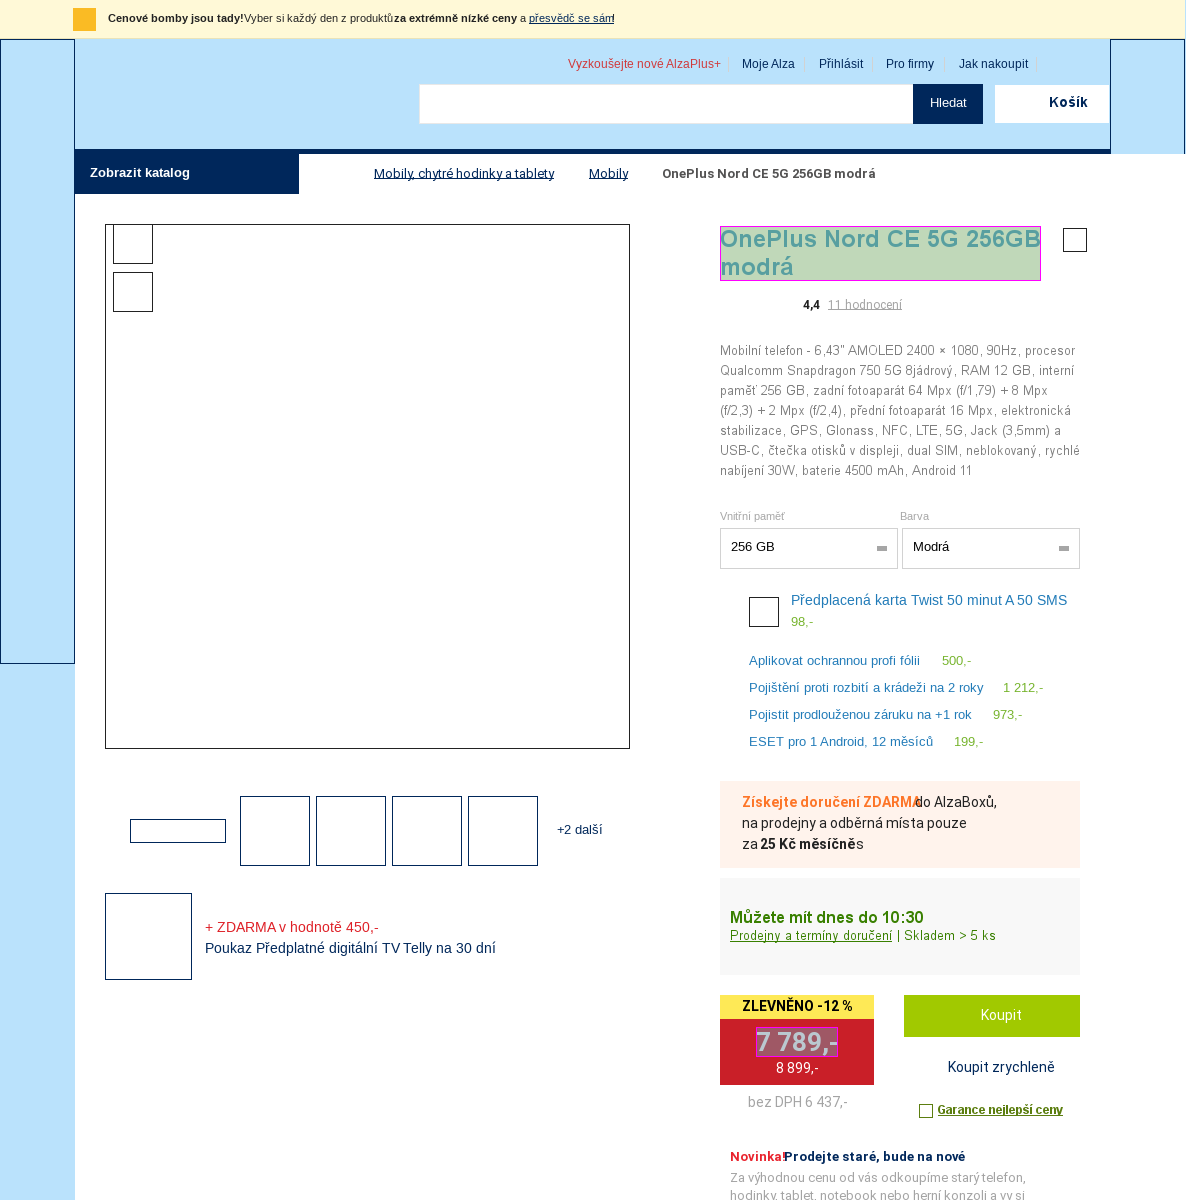 Cenové bomby jsou tady! Vyber si každý den z produktů za extrémně nízké ceny a přesvědč se sám!
Vyzkoušejte nové AlzaPlus+ Moje Alza Přihlásit Pro firmy Jak nakoupit
Hledat Košík
Zobrazit katalog Mobily, chytré hodinky a tablety Mobily OnePlus Nord CE 5G 256GB modrá
OnePlus Nord CE 5G 256GB
modrá
4,4 11 hodnocení
Mobilní telefon - 6,43" AMOLED 2400 × 1080, 90Hz, procesor
Qualcomm Snapdragon 750 5G 8jádrový, RAM 12 GB, interní
paměť 256 GB, zadní fotoaparát 64 Mpx (f/1,79) + 8 Mpx
(f/2,3) + 2 Mpx (f/2,4), přední fotoaparát 16 Mpx, elektronická
stabilizace, GPS, Glonass, NFC, LTE, 5G, Jack (3,5mm) a
USB-C, čtečka otisků v displeji, dual SIM, neblokovaný, rychlé
nabíjení 30W, baterie 4500 mAh, Android 11
Vnitřní paměť Barva
256 GB Modrá
Předplacená karta Twist 50 minut A 50 SMS
98,-
Aplikovat ochrannou profi fólii 500,-
Pojištění proti rozbití a krádeži na 2 roky 1 212,-
Pojistit prodlouženou záruku na +1 rok 973,-
ESET pro 1 Android, 12 měsíců 199,-
Získejte doručení ZDARMA do AlzaBoxů,
na prodejny a odběrná místa pouze
za 25 Kč měsíčně s
+2 další
+ ZDARMA v hodnotě 450,-
Poukaz Předplatné digitální TV Telly na 30 dní
Můžete mít dnes do 10:30
Prodejny a termíny doručení | Skladem > 5 ks
ZLEVNĚNO -12 %
7 789,-
8 899,-
bez DPH 6 437,-
Koupit
Koupit zrychleně
Garance nejlepší ceny
Novinka! Prodejte staré, bude na nové
Za výhodnou cenu od vás odkoupíme starý telefon,
hodinky, tablet, notebook nebo herní konzoli a vy si